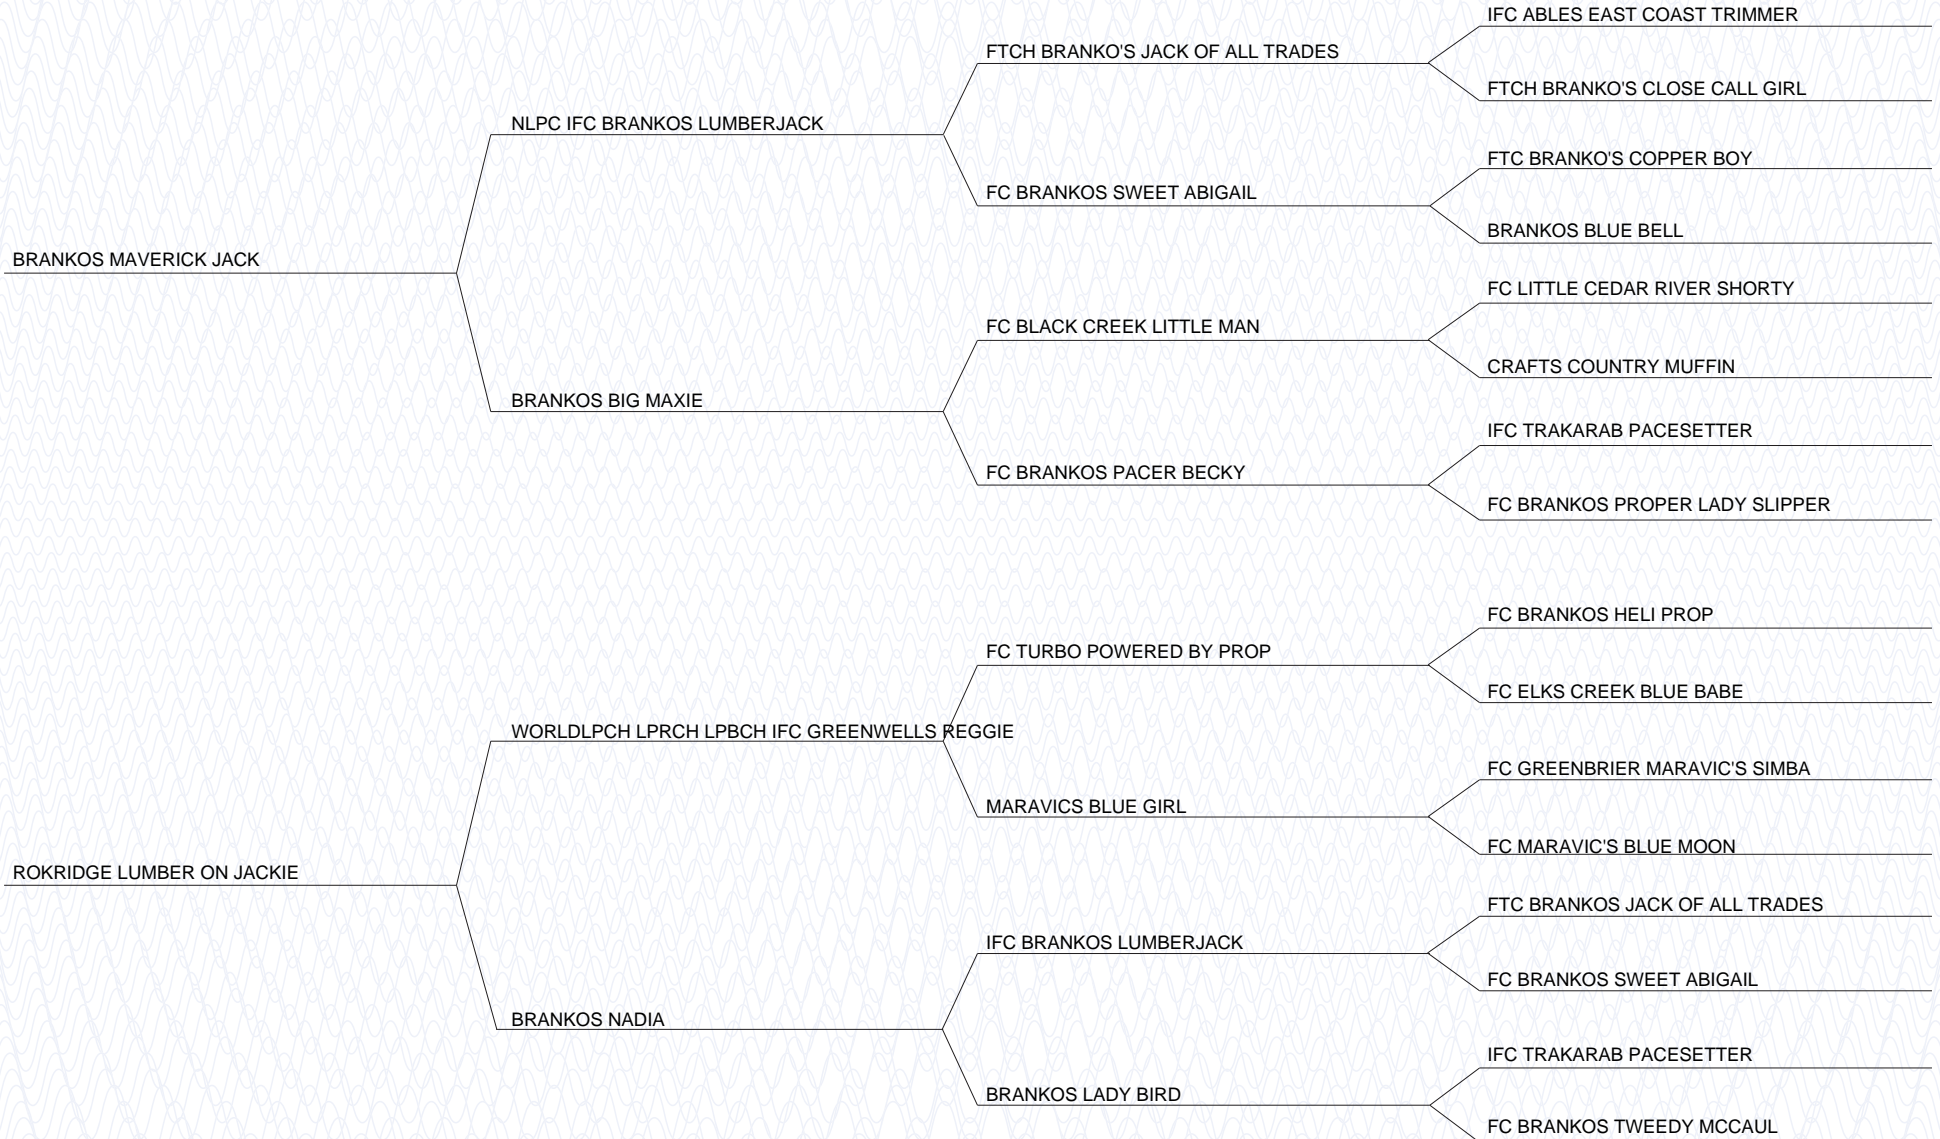 IFC ABLES EAST COAST TRIMMER
FTCH BRANKO'S JACK OF ALL TRADES
FTCH BRANKO'S CLOSE CALL GIRL
NLPC IFC BRANKOS LUMBERJACK
FTC BRANKO'S COPPER BOY
FC BRANKOS SWEET ABIGAIL
BRANKOS BLUE BELL
BRANKOS MAVERICK JACK
FC LITTLE CEDAR RIVER SHORTY
FC BLACK CREEK LITTLE MAN
CRAFTS COUNTRY MUFFIN
BRANKOS BIG MAXIE
IFC TRAKARAB PACESETTER
FC BRANKOS PACER BECKY
FC BRANKOS PROPER LADY SLIPPER
FC BRANKOS HELI PROP
FC TURBO POWERED BY PROP
FC ELKS CREEK BLUE BABE
WORLDLPCH LPRCH LPBCH IFC GREENWELLS REGGIE
FC GREENBRIER MARAVIC'S SIMBA
MARAVICS BLUE GIRL
FC MARAVIC'S BLUE MOON
ROKRIDGE LUMBER ON JACKIE
FTC BRANKOS JACK OF ALL TRADES
IFC BRANKOS LUMBERJACK
FC BRANKOS SWEET ABIGAIL
BRANKOS NADIA
IFC TRAKARAB PACESETTER
BRANKOS LADY BIRD
FC BRANKOS TWEEDY MCCAUL